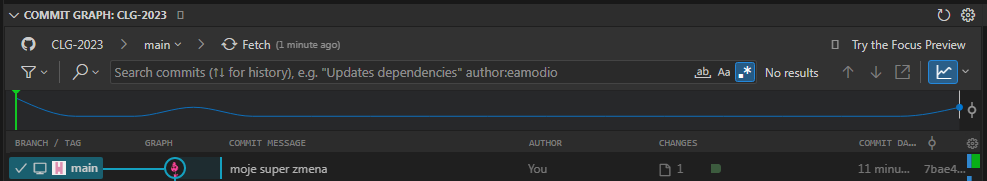 COMMIT GRAPH: CLG-2023
CLG-2023 main Fetch (1 minute ago) Try the Focus Preview
Search commits (↑↓ for history), e.g. "Updates dependencies" author:eamodio ab, Aa .* No results
BRANCH / TAG GRAPH COMMIT MESSAGE AUTHOR CHANGES COMMIT DA...
main moje super zmena You 1 11 minu... 7bae4...